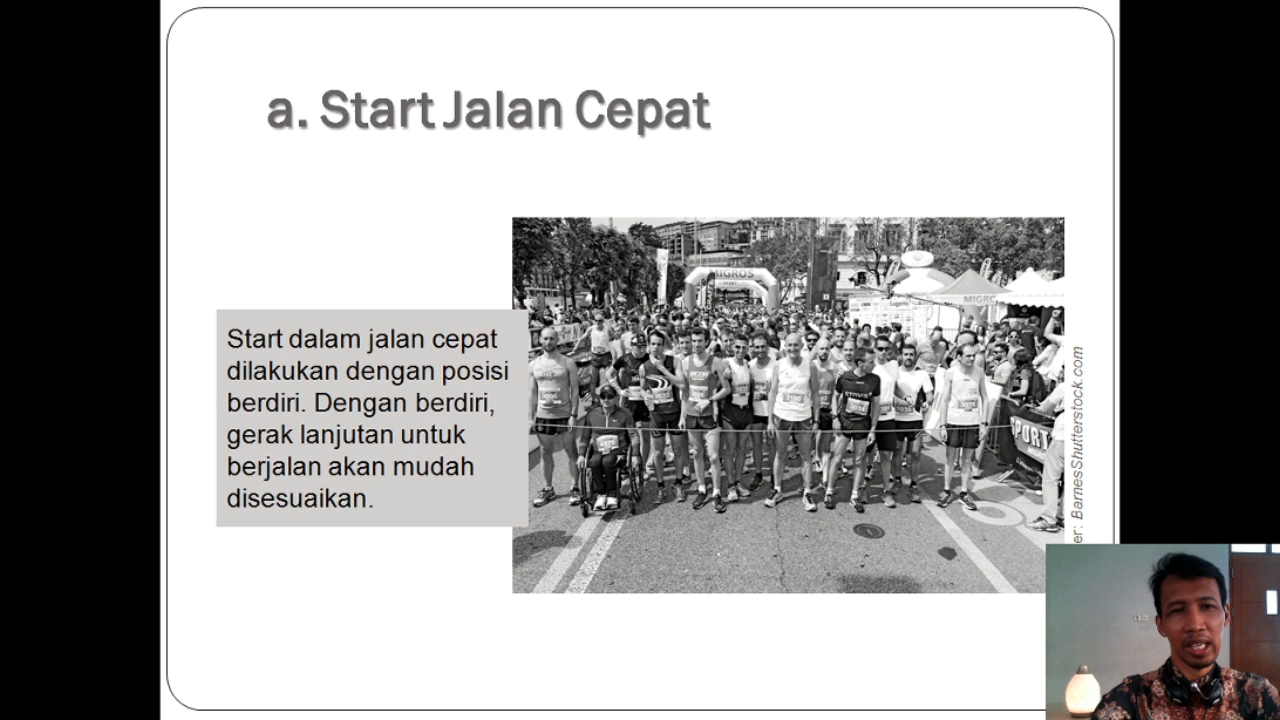 a. Start Jalan Cepat
Start dalam jalan cepat
dilakukan dengan posisi
berdiri. Dengan berdiri,
gerak lanjutan untuk
berjalan akan mudah
disesuaikan.
MIGROS
MIGRO
SPORT
er: BarnesShutterstock.com